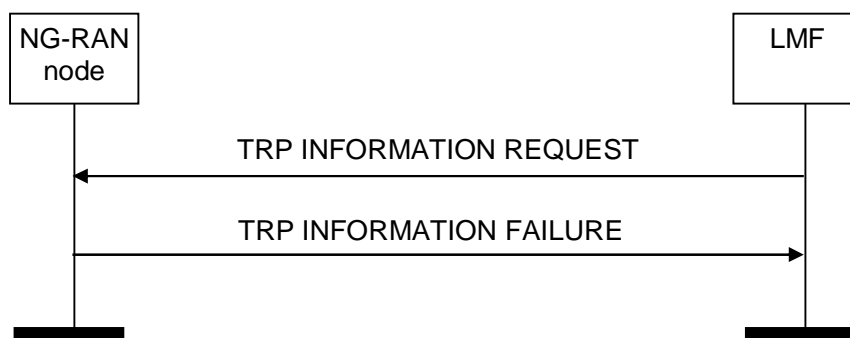 NG-RAN
node
LMF
TRP INFORMATION REQUEST
TRP INFORMATION FAILURE